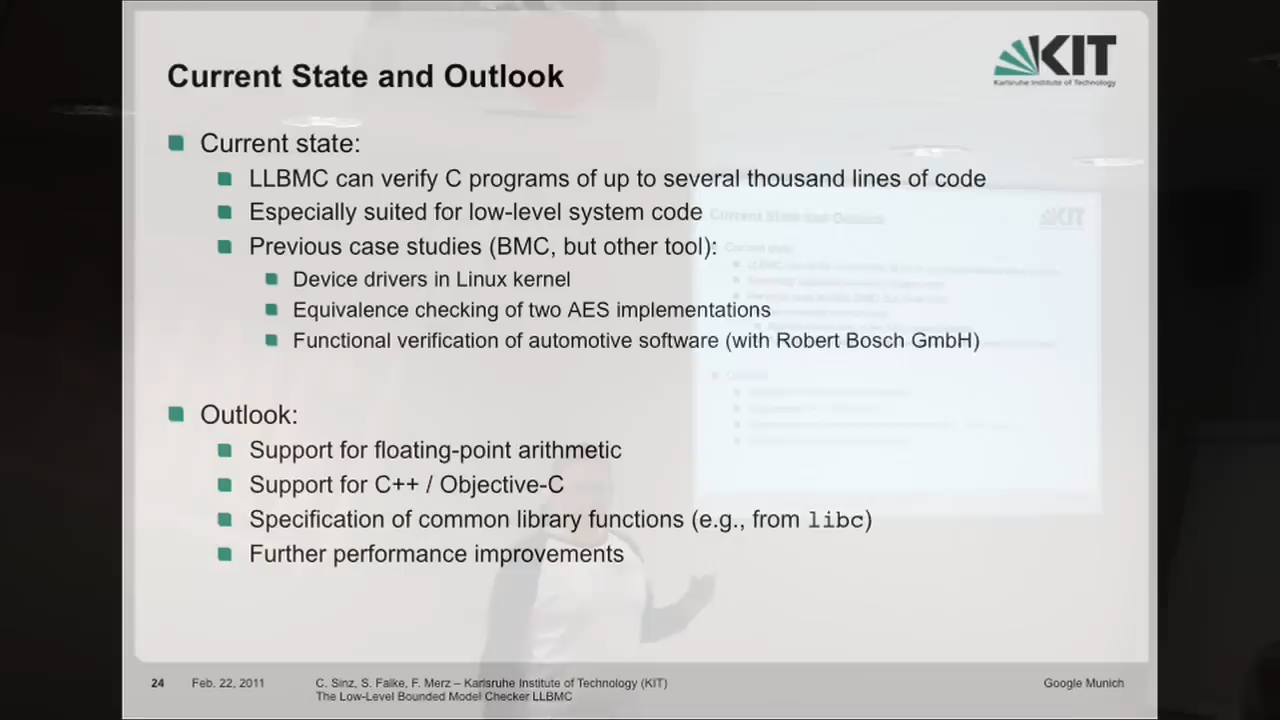 Current State and Outlook
KIT
Karlsruhe Institute of Technology
Current state:
LLBMC can verify C programs of up to several thousand lines of code
Especially suited for low-level system code
Previous case studies (BMC, but other tool):
Device drivers in Linux kernel
Equivalence checking of two AES implementations
Functional verification of automotive software (with Robert Bosch GmbH)
Outlook:
Support for floating-point arithmetic
Support for C++ / Objective-C
Specification of common library functions (e.g., from libc)
Further performance improvements
24 Feb. 22, 2011 C. Sinz, S. Falke, F. Merz – Karlsruhe Institute of Technology (KIT) Google Munich
The Low-Level Bounded Model Checker LLBMC
Current State and Outlook
KIT